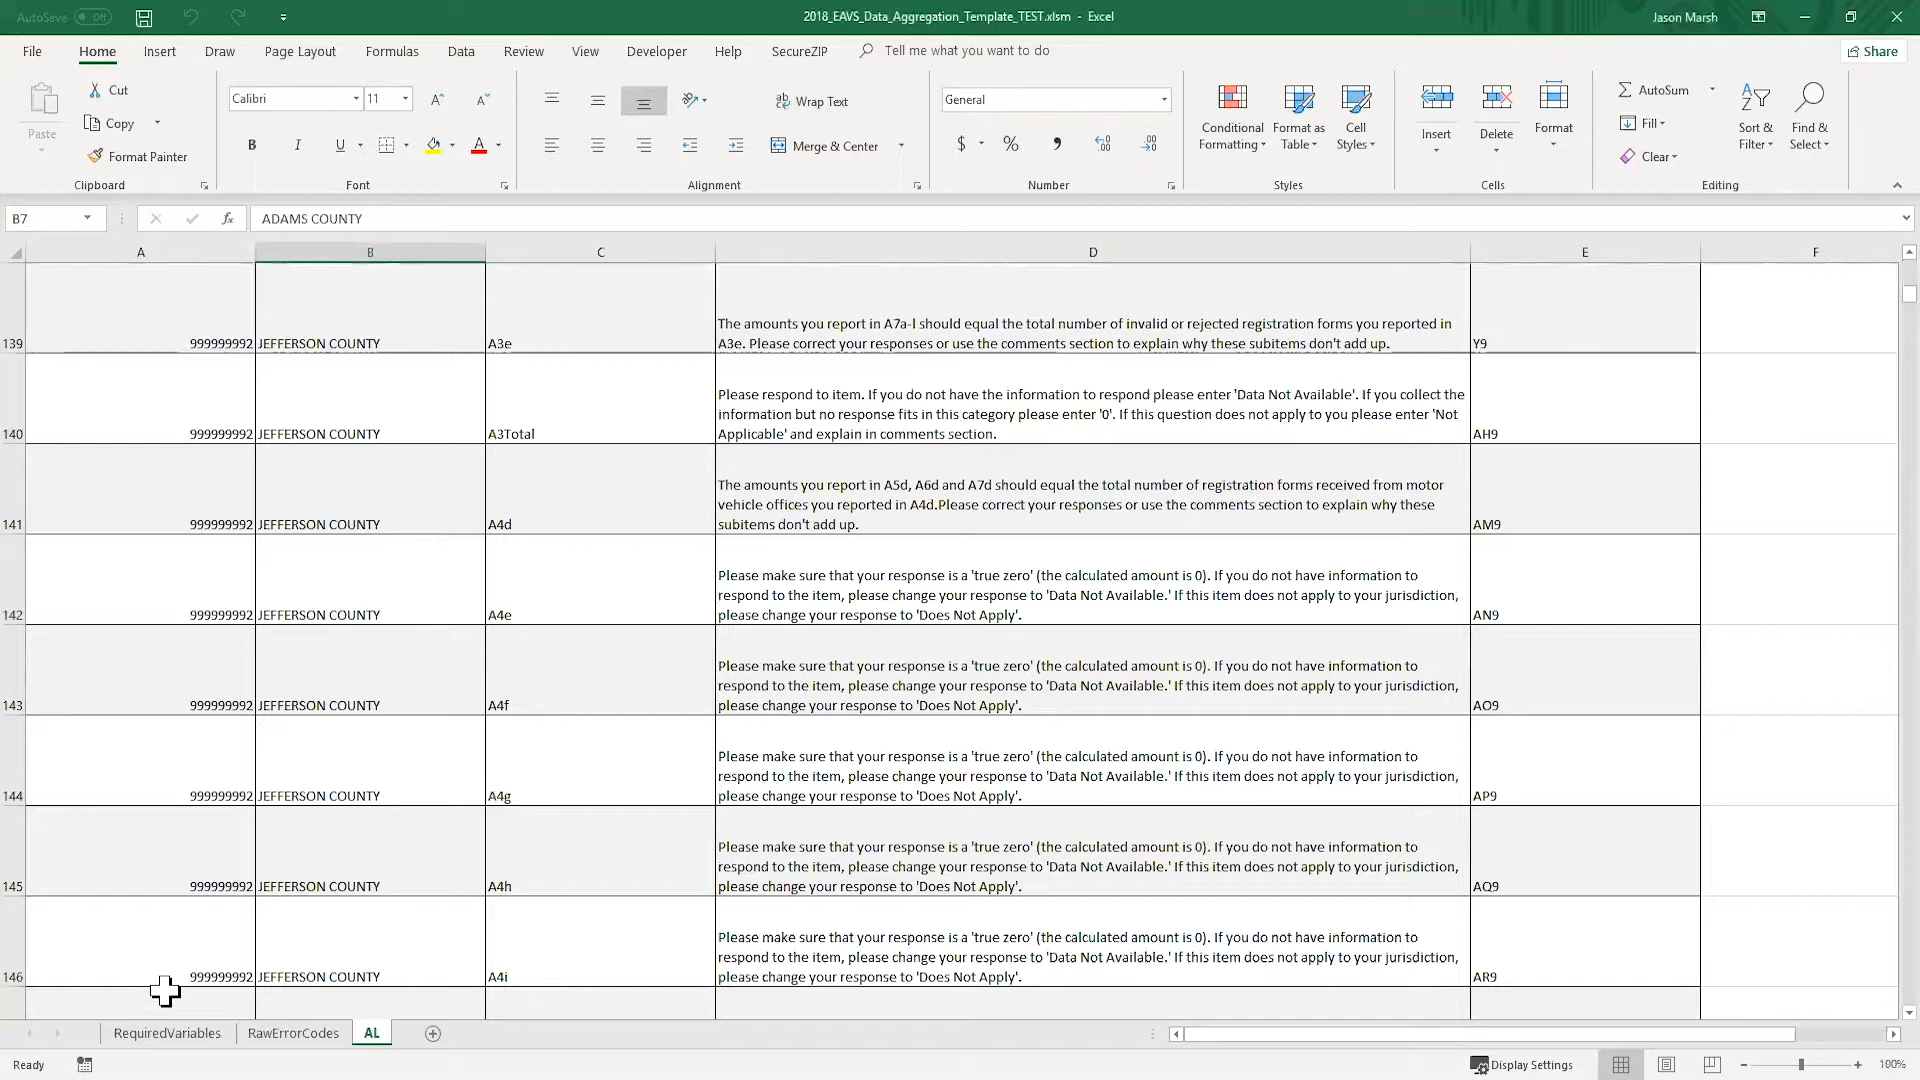 AutoSave Off
2018_EAVS_Data_Aggregation_Template_TEST.xlsm - Excel
Jason Marsh
File Home Insert Draw Page Layout Formulas Data Review View Developer Help SecureZIP Tell me what you want to do Share
Paste
Cut
Copy
Format Painter
Clipboard
Calibri 11
B I U A
Font
Wrap Text
Merge & Center
Alignment
General
$ % ,
Number
Conditional Formatting
Format as Table
Cell Styles
Styles
Insert Delete Format
Cells
AutoSum
Fill
Clear
Sort & Filter
Find & Select
Editing
B7 fx ADAMS COUNTY
A B C D E F
The amounts you report in A7a-l should equal the total number of invalid or rejected registration forms you reported in
139 999999992 JEFFERSON COUNTY A3e A3e. Please correct your responses or use the comments section to explain why these subitems don't add up. Y9
Please respond to item. If you do not have the information to respond please enter 'Data Not Available'. If you collect the
information but no response fits in this category please enter '0'. If this question does not apply to you please enter 'Not
140 999999992 JEFFERSON COUNTY A3Total Applicable' and explain in comments section. AH9
The amounts you report in A5d, A6d and A7d should equal the total number of registration forms received from motor
vehicle offices you reported in A4d.Please correct your responses or use the comments section to explain why these
141 999999992 JEFFERSON COUNTY A4d subitems don't add up. AM9
Please make sure that your response is a 'true zero' (the calculated amount is 0). If you do not have information to
respond to the item, please change your response to 'Data Not Available.' If this item does not apply to your jurisdiction,
142 999999992 JEFFERSON COUNTY A4e please change your response to 'Does Not Apply'. AN9
Please make sure that your response is a 'true zero' (the calculated amount is 0). If you do not have information to
respond to the item, please change your response to 'Data Not Available.' If this item does not apply to your jurisdiction,
143 999999992 JEFFERSON COUNTY A4f please change your response to 'Does Not Apply'. AO9
Please make sure that your response is a 'true zero' (the calculated amount is 0). If you do not have information to
respond to the item, please change your response to 'Data Not Available.' If this item does not apply to your jurisdiction,
144 999999992 JEFFERSON COUNTY A4g please change your response to 'Does Not Apply'. AP9
Please make sure that your response is a 'true zero' (the calculated amount is 0). If you do not have information to
respond to the item, please change your response to 'Data Not Available.' If this item does not apply to your jurisdiction,
145 999999992 JEFFERSON COUNTY A4h please change your response to 'Does Not Apply'. AQ9
Please make sure that your response is a 'true zero' (the calculated amount is 0). If you do not have information to
respond to the item, please change your response to 'Data Not Available.' If this item does not apply to your jurisdiction,
146 999999992 JEFFERSON COUNTY A4i please change your response to 'Does Not Apply'. AR9
RequiredVariables RawErrorCodes AL
Ready Display Settings 100%